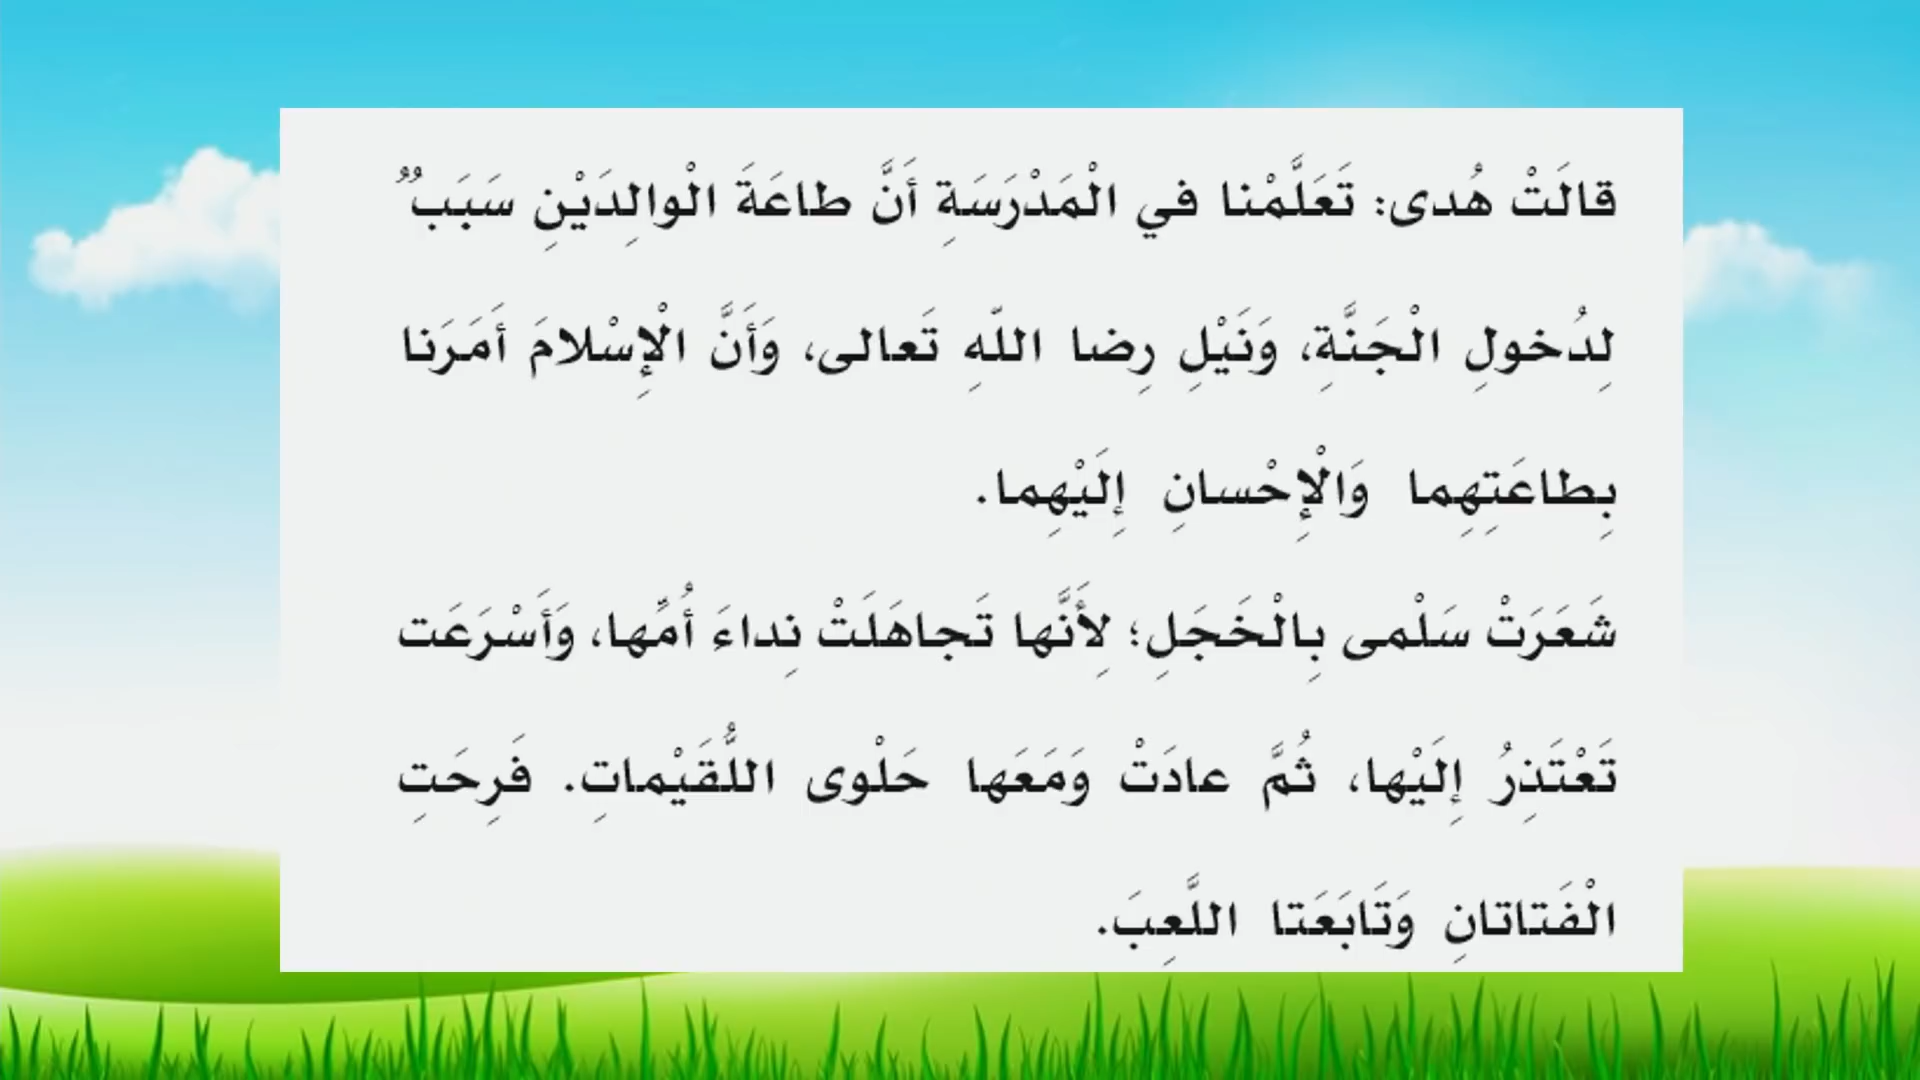 قالَتْ هُدى: تَعَلَّمْنا في الْمَدْرَسَةِ أَنَّ طاعَةَ الْوالِدَيْنِ سَبَبٌ
لِدُخولِ الْجَنَّةِ، وَنَيْلِ رِضا اللّهِ تَعالى، وَأَنَّ الْإِسْلامَ أَمَرَنا
بِطاعَتِهِما وَالْإِحْسانِ إِلَيْهِما.
شَعَرَتْ سَلْمى بِالْخَجَلِ؛ لِأَنَّها تَجاهَلَتْ نِداءَ أُمِّها، وَأَسْرَعَت
تَعْتَذِرُ إِلَيْها، ثُمَّ عادَتْ وَمَعَها حَلْوى اللُّقَيْماتِ. فَرِحَتِ
الْفَتاتانِ وَتَابَعَتا اللَّعِبَ.